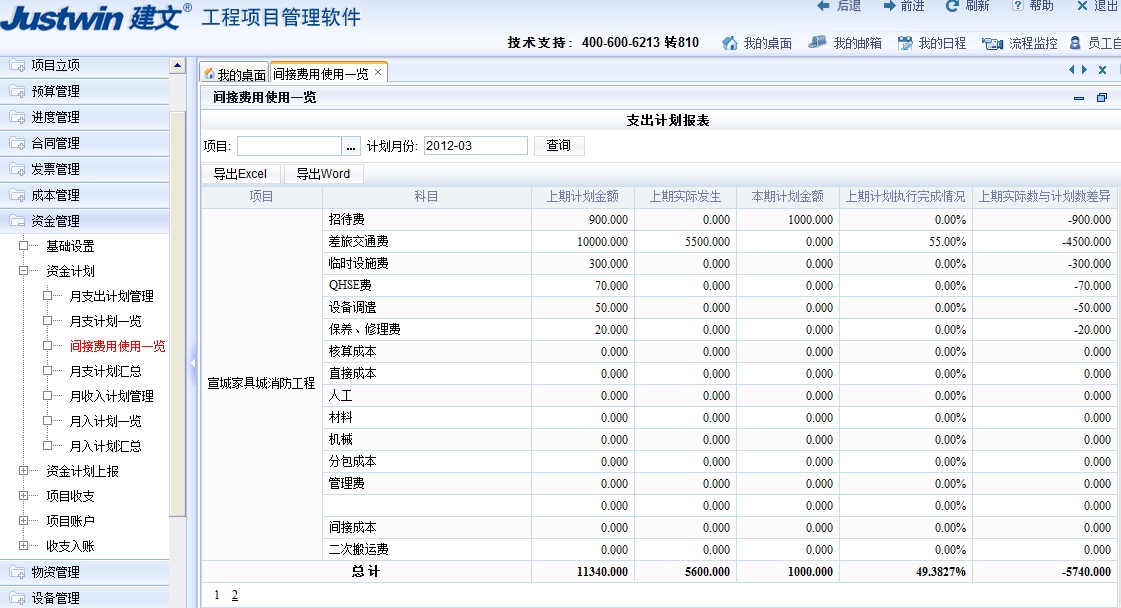 Justwin 建文® 工程项目管理软件
后退 前进 刷新 帮助 退出
技术支持: 400-600-6213 转810 我的桌面 我的邮箱 我的日程 流程监控 员工自
项目立项
预算管理
进度管理
合同管理
发票管理
成本管理
资金管理
基础设置
资金计划
月支出计划管理
月支计划一览
间接费用使用一览
月支计划汇总
月收入计划管理
月入计划一览
月入计划汇总
资金计划上报
项目收支
项目账户
收支入账
物资管理
设备管理
我的桌面 间接费用使用一览 ×
间接费用使用一览
支出计划报表
项目: ... 计划月份: 2012-03 查询
导出Excel 导出Word
项目 科目 上期计划金额 上期实际发生 本期计划金额 上期计划执行完成情况 上期实际数与计划数差异
宣城家具城消防工程
招待费 900.000 0.000 1000.000 0.00% -900.000
差旅交通费 10000.000 5500.000 0.000 55.00% -4500.000
临时设施费 300.000 0.000 0.000 0.00% -300.000
QHSE费 70.000 0.000 0.000 0.00% -70.000
设备调遣 50.000 0.000 0.000 0.00% -50.000
保养、修理费 20.000 0.000 0.000 0.00% -20.000
核算成本 0.000 0.000 0.000 0.00% 0.000
直接成本 0.000 0.000 0.000 0.00% 0.000
人工 0.000 0.000 0.000 0.00% 0.000
材料 0.000 0.000 0.000 0.00% 0.000
机械 0.000 0.000 0.000 0.00% 0.000
分包成本 0.000 0.000 0.000 0.00% 0.000
管理费 0.000 0.000 0.000 0.00% 0.000
0.000 0.000 0.000 0.00% 0.000
间接成本 0.000 0.000 0.000 0.00% 0.000
二次搬运费 0.000 0.000 0.000 0.00% 0.000
总计 11340.000 5600.000 1000.000 49.3827% -5740.000
1 2